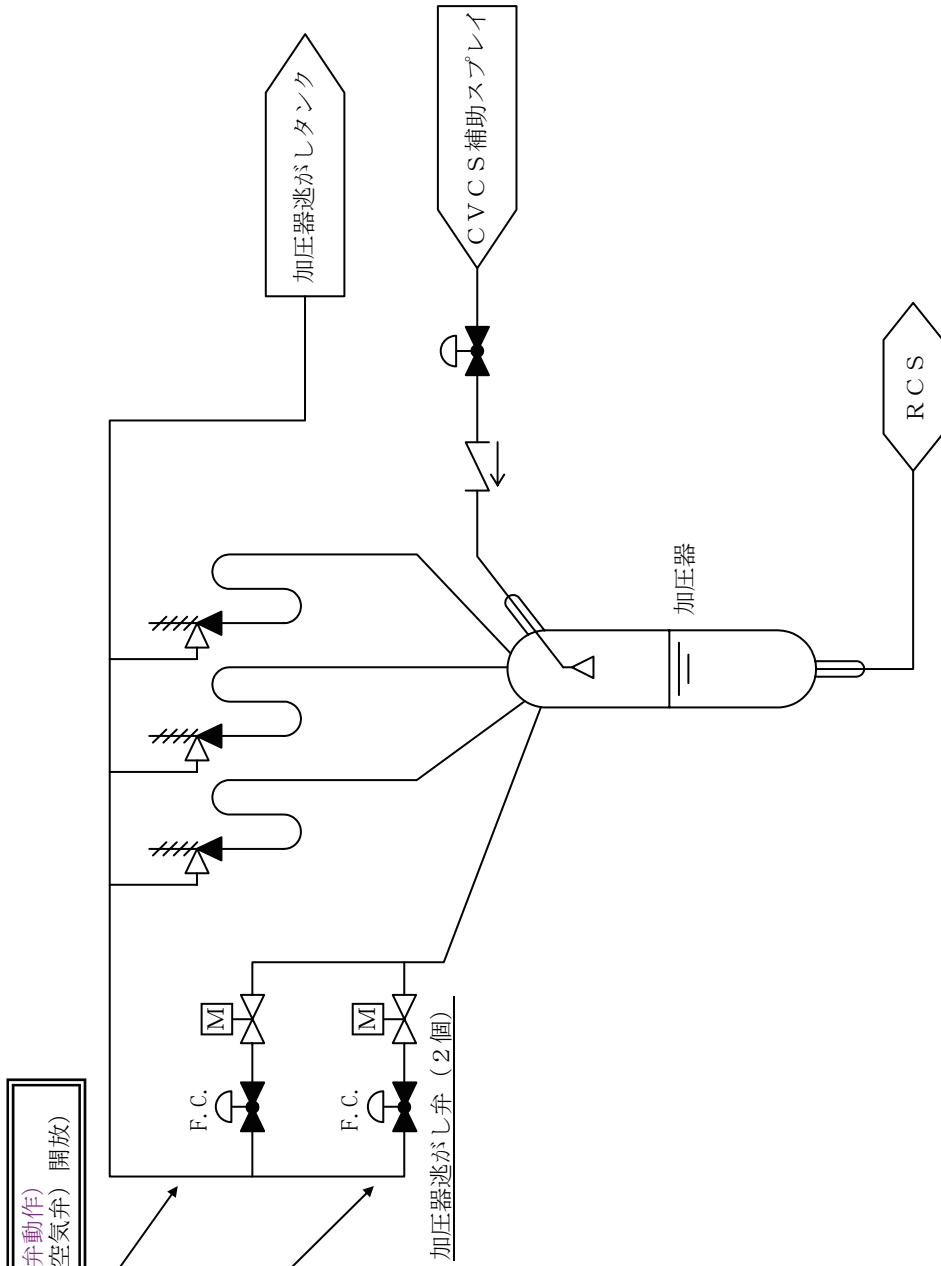 弁動作)
空気弁) 開放)
加圧器逃がしタンク
CVCS補助スプレイ
RCS
加圧器
M
F.C.
M
F.C.
加圧器逃がし弁（2個）